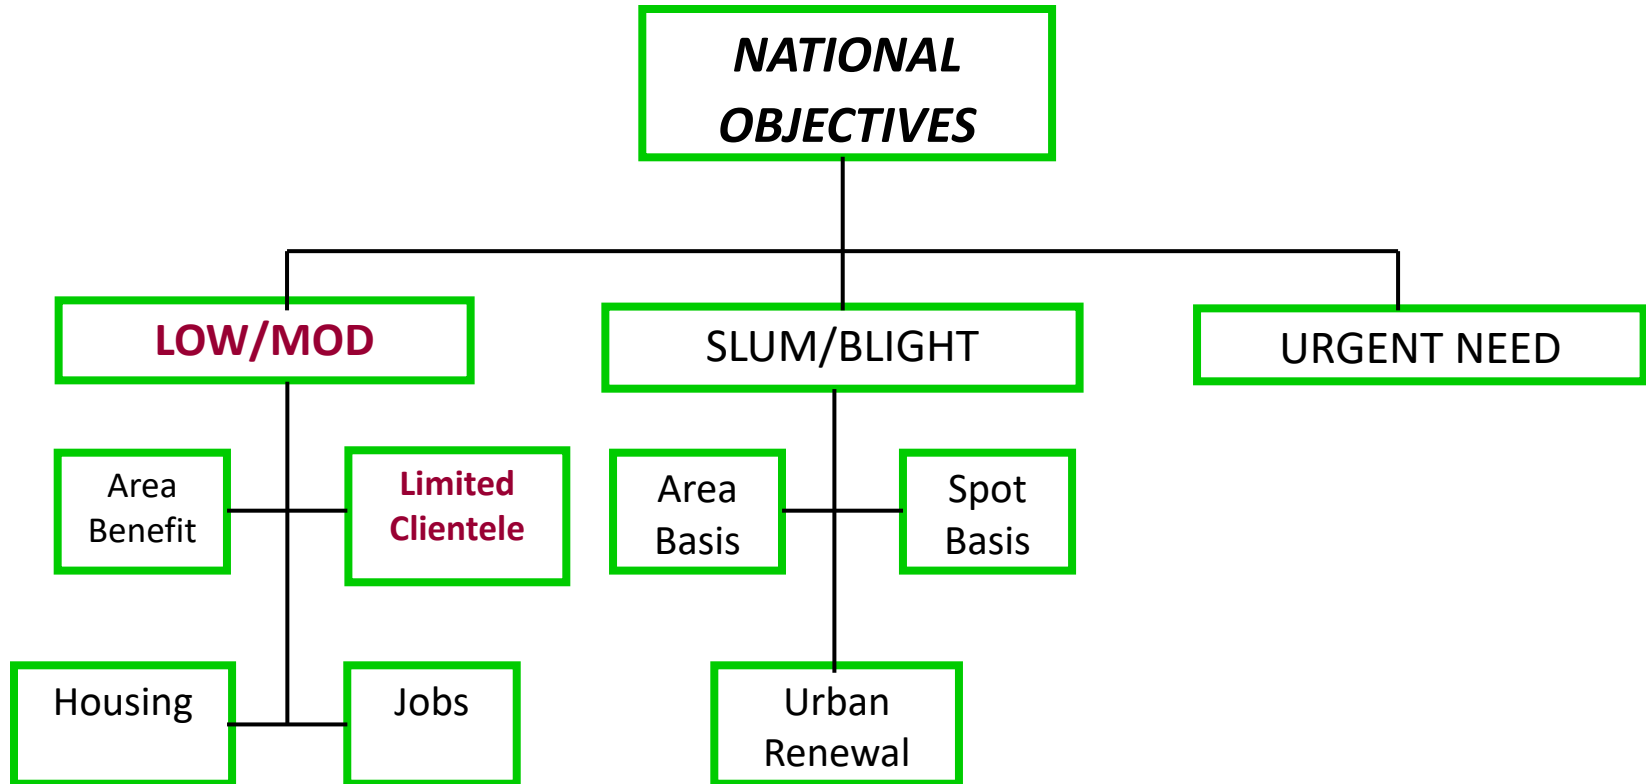 NATIONAL
OBJECTIVES
LOW/MOD
SLUM/BLIGHT
URGENT NEED
Area
Benefit
Limited
Clientele
Area
Basis
Spot
Basis
Housing
Jobs
Urban
Renewal